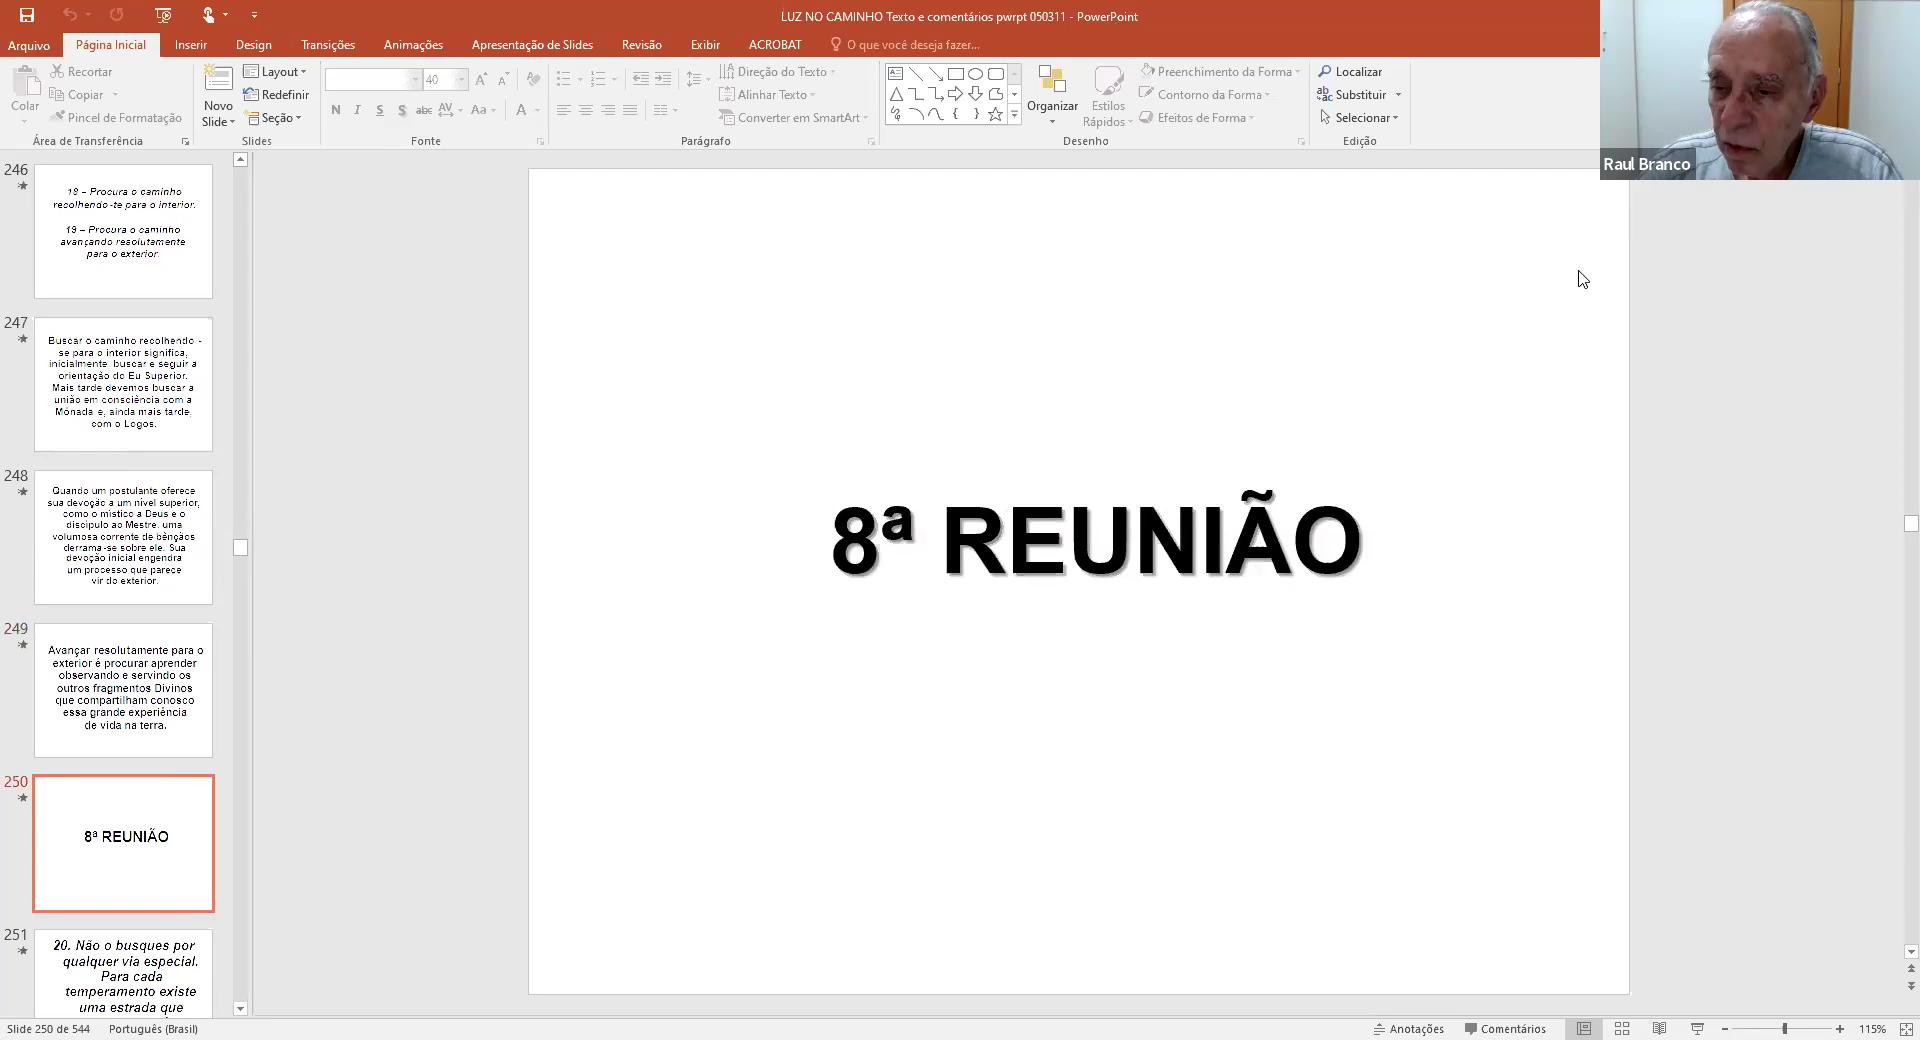 LUZ NO CAMINHO Texto e comentários pwrpt 050311 - PowerPoint
Arquivo Página Inicial Inserir Design Transições Animações Apresentação de Slides Revisão Exibir ACROBAT O que você deseja fazer...
Colar
Recortar
Copiar
Pincel de Formatação
Área de Transferência
Novo
Slide
Layout
Redefinir
Seção
Slides
40
N I S S abc AV Aa A
Fonte
Direção do Texto
Alinhar Texto
Converter em SmartArt
Parágrafo
Organizar
Estilos
Rápidos
Preenchimento da Forma
Contorno da Forma
Efeitos de Forma
Desenho
Localizar
Substituir
Selecionar
Edição
Raul Branco
246
18 – Procura o caminho
recolhendo-te para o interior.
19 – Procura o caminho
avançando resolutamente
para o exterior.
247
Buscar o caminho recolhendo-
se para o interior significa,
inicialmente, buscar e seguir a
orientação do Eu Superior.
Mais tarde devemos buscar a
união em consciência com a
Mônada e, ainda mais tarde,
com o Logos.
248
Quando um postulante oferece
sua devoção a um nível superior,
como o místico a Deus e o
discípulo ao Mestre, uma
volumosa corrente de bênçãos
derrama-se sobre ele. Sua
devoção inicial engendra
um processo que parece
vir do exterior.
249
Avançar resolutamente para o
exterior é procurar aprender
observando e servindo os
outros fragmentos Divinos
que compartilham conosco
essa grande experiência
de vida na terra.
250
8ª REUNIÃO
251
20. Não o busques por
qualquer via especial.
Para cada
temperamento existe
uma estrada que
8ª REUNIÃO
Slide 250 de 544 Português (Brasil) Anotações Comentários 115%